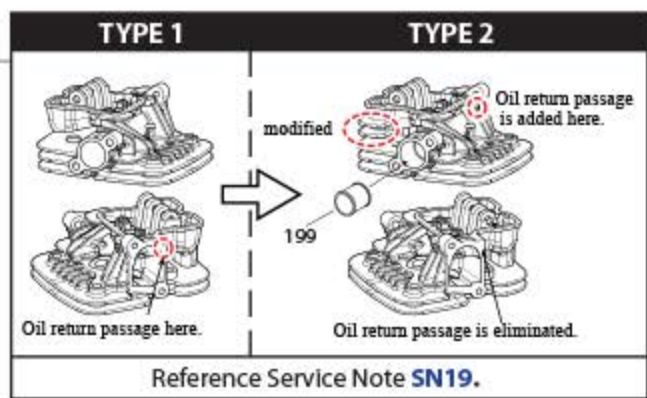 TYPE 1
TYPE 2
modified
Oil return passage
is added here.
199
Oil return passage here.
Oil return passage is eliminated.
Reference Service Note SN19.